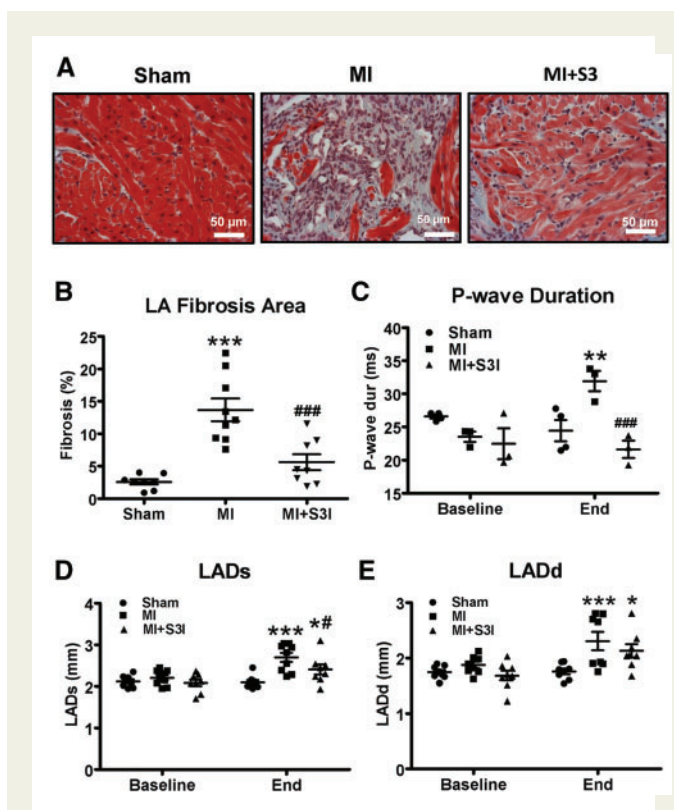 A
Sham
MI
MI+S3
50 µm
50 µm
50 µm
B
LA Fibrosis Area
Fibrosis (%)
25
20
15
10
5
0
***
###
Sham
MI
MI+S3I
C
P-wave Duration
P-wave dur (ms)
40
35
30
25
20
15
Sham
MI
MI+S3I
**
###
Baseline
End
D
LADs
LADs (mm)
4
2
0
Sham
MI
MI+S3I
***
*#
Baseline
End
E
LADd
LADd (mm)
3
2
1
0
Sham
MI
MI+S3I
***
*
Baseline
End